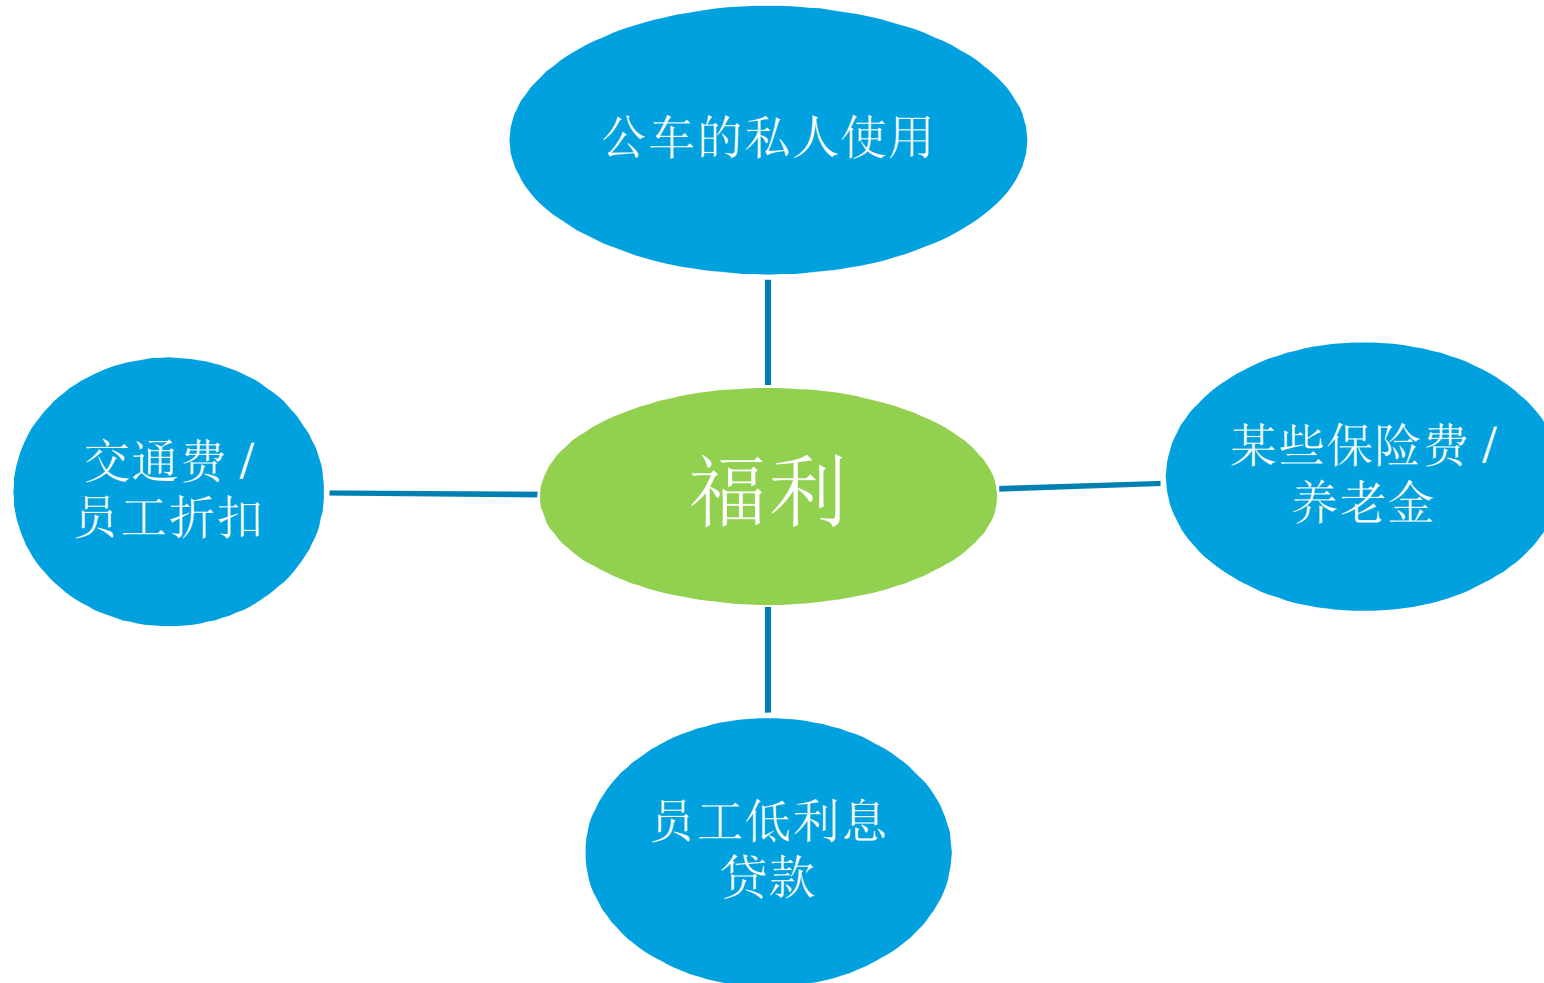 公车的私人使用
交通费 /
员工折扣
福利
某些保险费 /
养老金
员工低利息
贷款